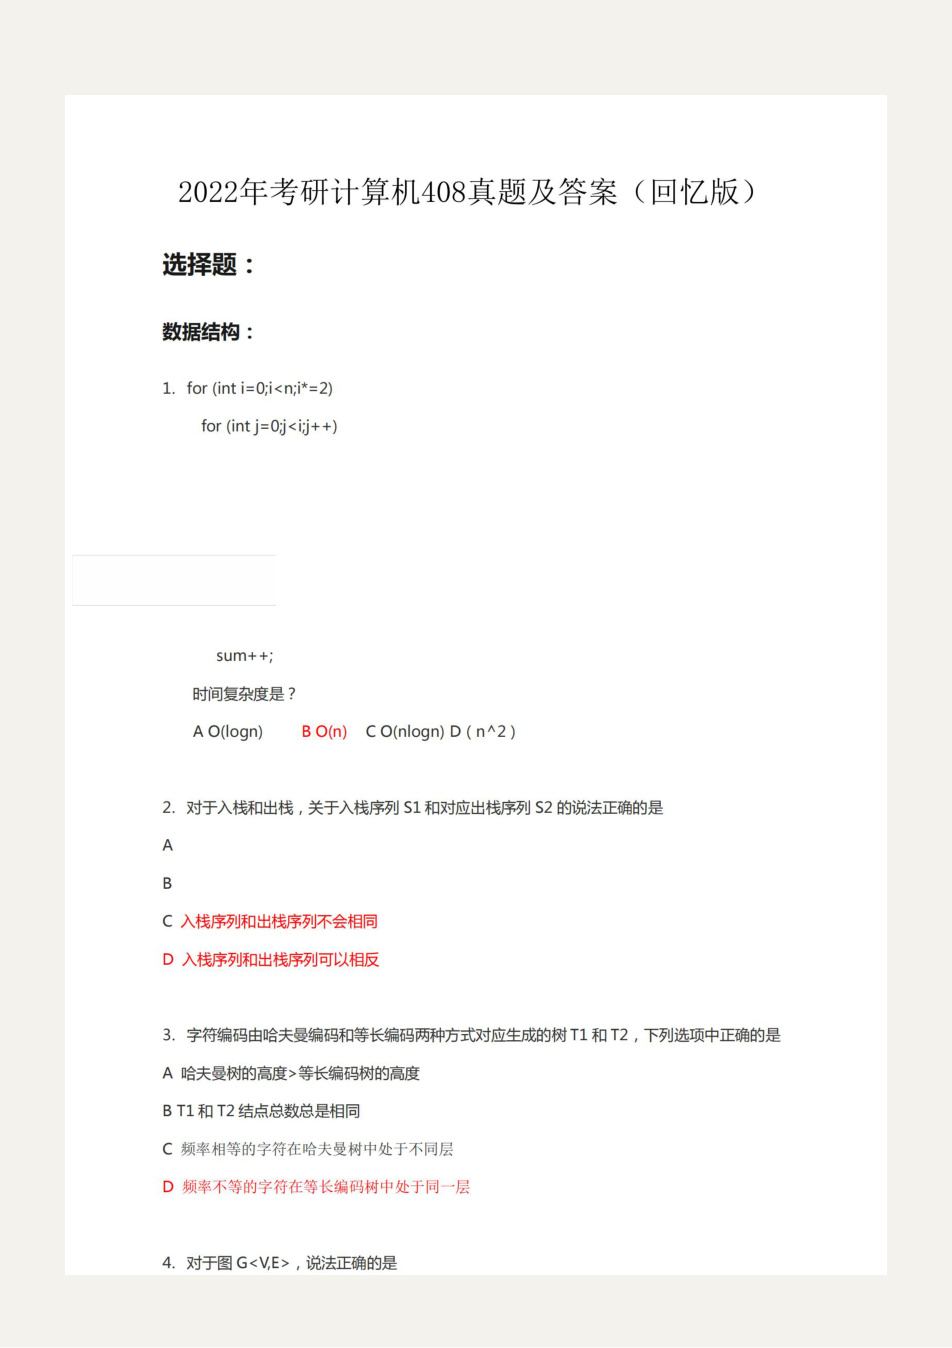 2022年考研计算机408真题及答案（回忆版）
选择题：
数据结构：
1. for (int i=0;i<n;i*=2)
for (int j=0;j<i;j++)
sum++;
时间复杂度是？
A O(logn) B O(n) C O(nlogn) D（n^2）
2. 对于入栈和出栈，关于入栈序列 S1 和对应出栈序列 S2 的说法正确的是
A
B
C 入栈序列和出栈序列不会相同
D 入栈序列和出栈序列可以相反
3. 字符编码由哈夫曼编码和等长编码两种方式对应生成的树 T1 和 T2，下列选项中正确的是
A 哈夫曼树的高度>等长编码树的高度
B T1 和 T2 结点总数总是相同
C 频率相等的字符在哈夫曼树中处于不同层
D 频率不等的字符在等长编码树中处于同一层
4. 对于图 G<V,E>，说法正确的是